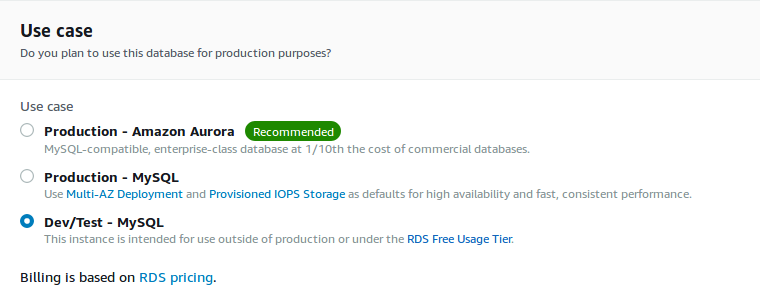 Use case
Do you plan to use this database for production purposes?
Use case
Production - Amazon Aurora Recommended
MySQL-compatible, enterprise-class database at 1/10th the cost of commercial databases.
Production - MySQL
Use Multi-AZ Deployment and Provisioned IOPS Storage as defaults for high availability and fast, consistent performance.
Dev/Test - MySQL
This instance is intended for use outside of production or under the RDS Free Usage Tier.
Billing is based on RDS pricing.